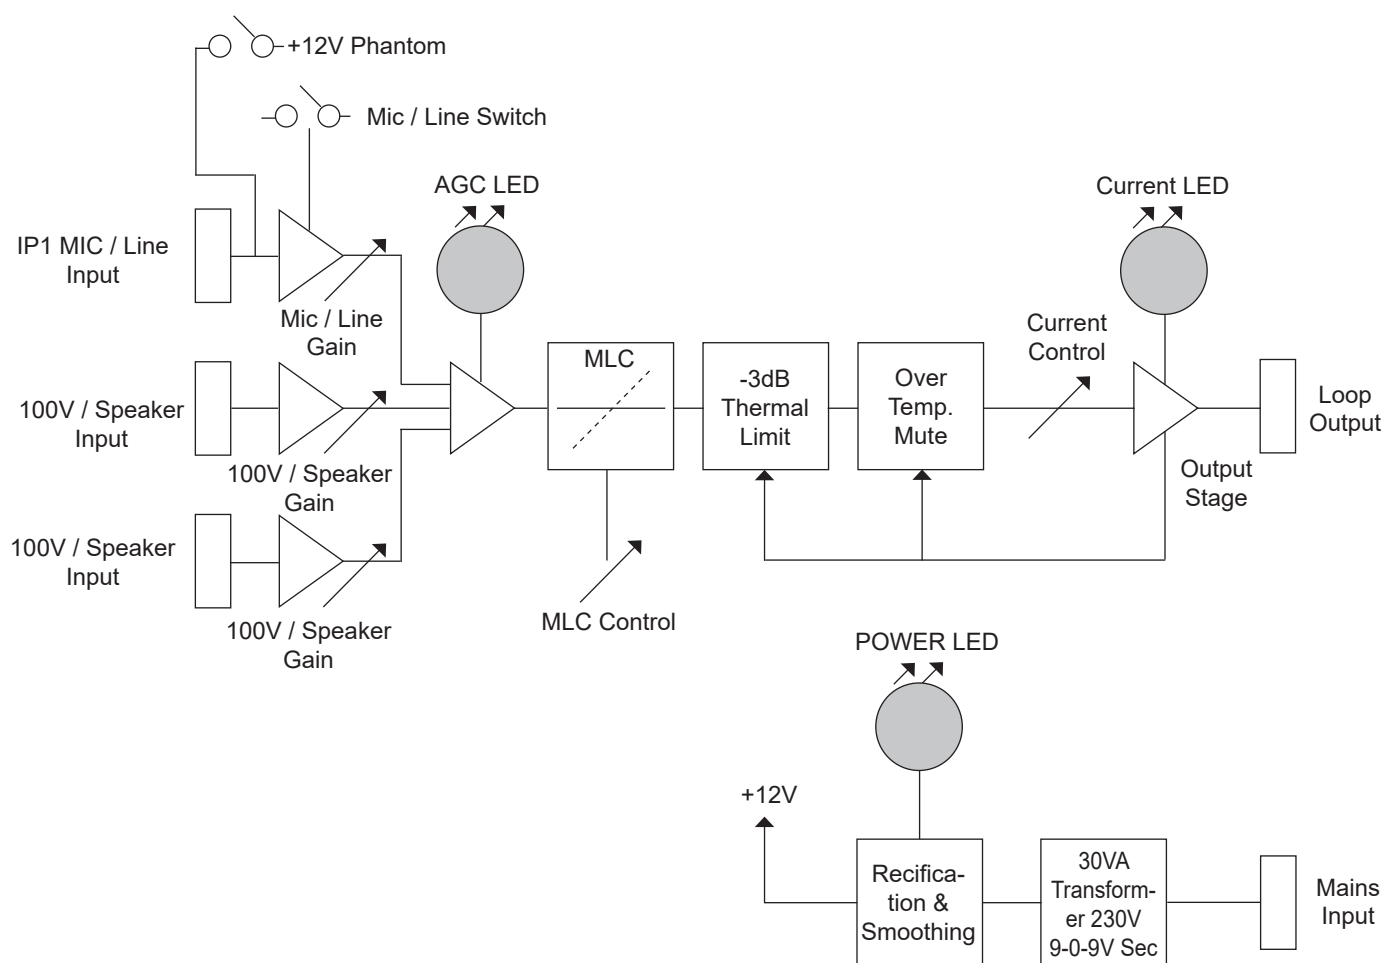 +12V Phantom
Mic / Line Switch
AGC LED
Current LED
IP1 MIC / Line
Input
Mic / Line
Gain
Current
Control
MLC
-3dB
Thermal
Limit
Over
Temp.
Mute
100V / Speaker
Input
Loop
Output
100V / Speaker
Gain
Output
Stage
100V / Speaker
Input
100V / Speaker
Gain
MLC Control
POWER LED
+12V
Recifica-
tion &
Smoothing
30VA
Transform-
er 230V
9-0-9V Sec
Mains
Input